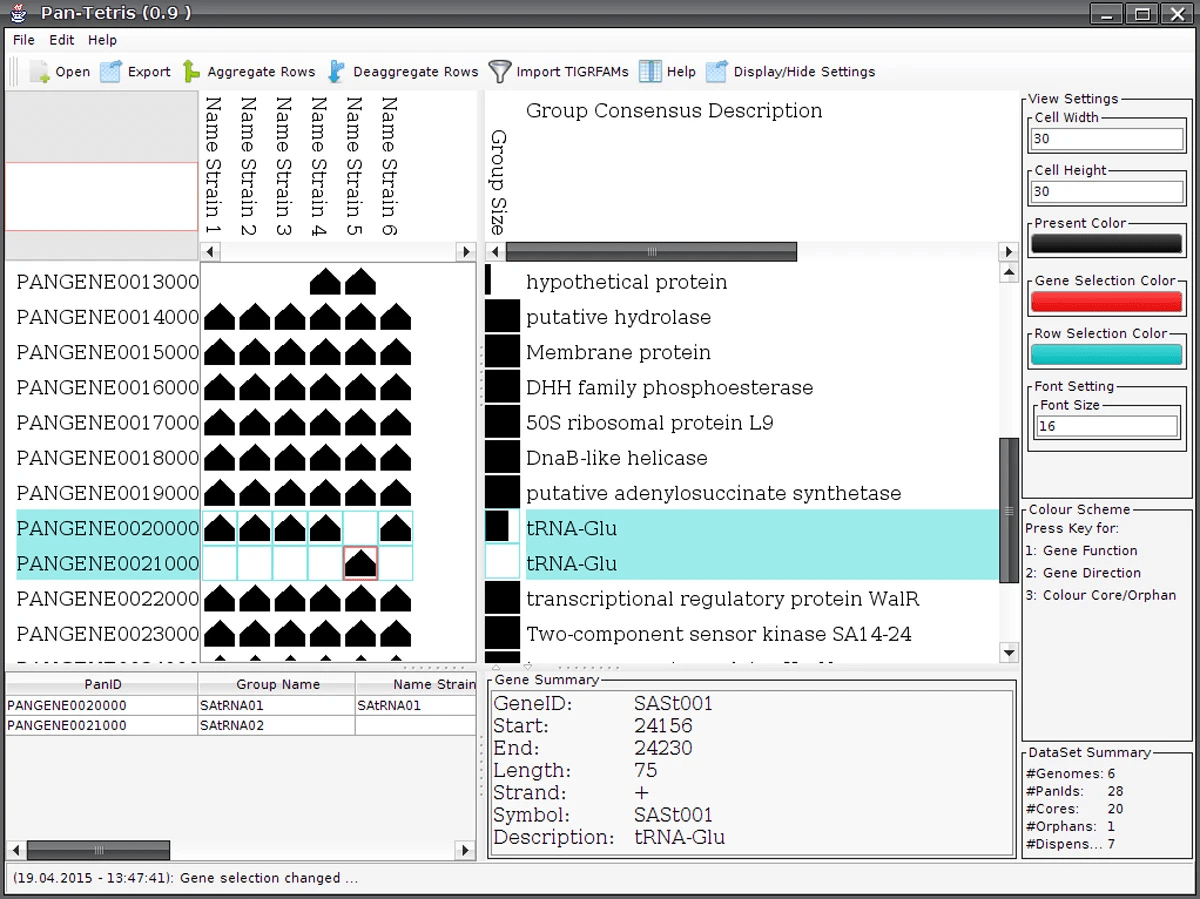 Pan-Tetris (0.9 )
File Edit Help
Open Export Aggregate Rows Deaggregate Rows Import TIGRFAMs Help Display/Hide Settings
Name Strain 1
Name Strain 2
Name Strain 3
Name Strain 4
Name Strain 5
Name Strain 6
Group Size
Group Consensus Description
PANGENE0013000 hypothetical protein
PANGENE0014000 putative hydrolase
PANGENE0015000 Membrane protein
PANGENE0016000 DHH family phosphoesterase
PANGENE0017000 50S ribosomal protein L9
PANGENE0018000 DnaB-like helicase
PANGENE0019000 putative adenylosuccinate synthetase
PANGENE0020000 tRNA-Glu
PANGENE0021000 tRNA-Glu
PANGENE0022000 transcriptional regulatory protein WalR
PANGENE0023000 Two-component sensor kinase SA14-24
PanID Group Name Name Strain
PANGENE0020000 SAtRNA01 SAtRNA01
PANGENE0021000 SAtRNA02
Gene Summary
GeneID: SASt001
Start: 24156
End: 24230
Length: 75
Strand: +
Symbol: SASt001
Description: tRNA-Glu
View Settings
Cell Width
30
Cell Height
30
Present Color
Gene Selection Color
Row Selection Color
Font Setting
Font Size
16
Colour Scheme
Press Key for:
1: Gene Function
2: Gene Direction
3: Colour Core/Orphan
DataSet Summary
#Genomes: 6
#PanIds: 28
#Cores: 20
#Orphans: 1
#Dispens... 7
(19.04.2015 - 13:47:41): Gene selection changed ...